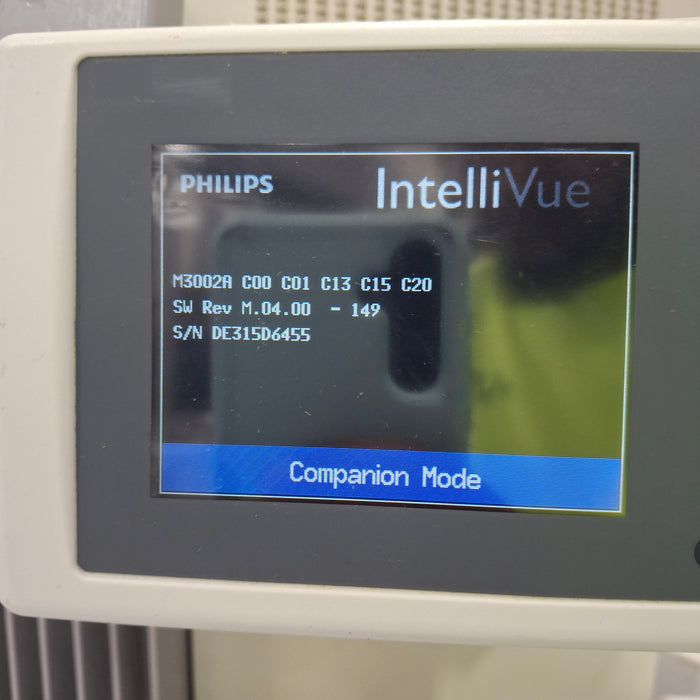 PHILIPS IntelliVue
M3002A C00 C01 C13 C15 C20
SW Rev M.04.00 - 149
S/N DE315D6455
Companion Mode